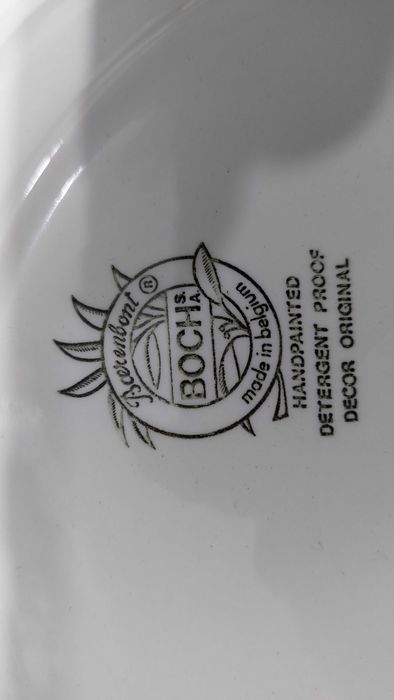 Boerenbont ®
BOCH S.
A.
made in belgium
HANDPAINTED
DETERGENT PROOF
DECOR ORIGINAL